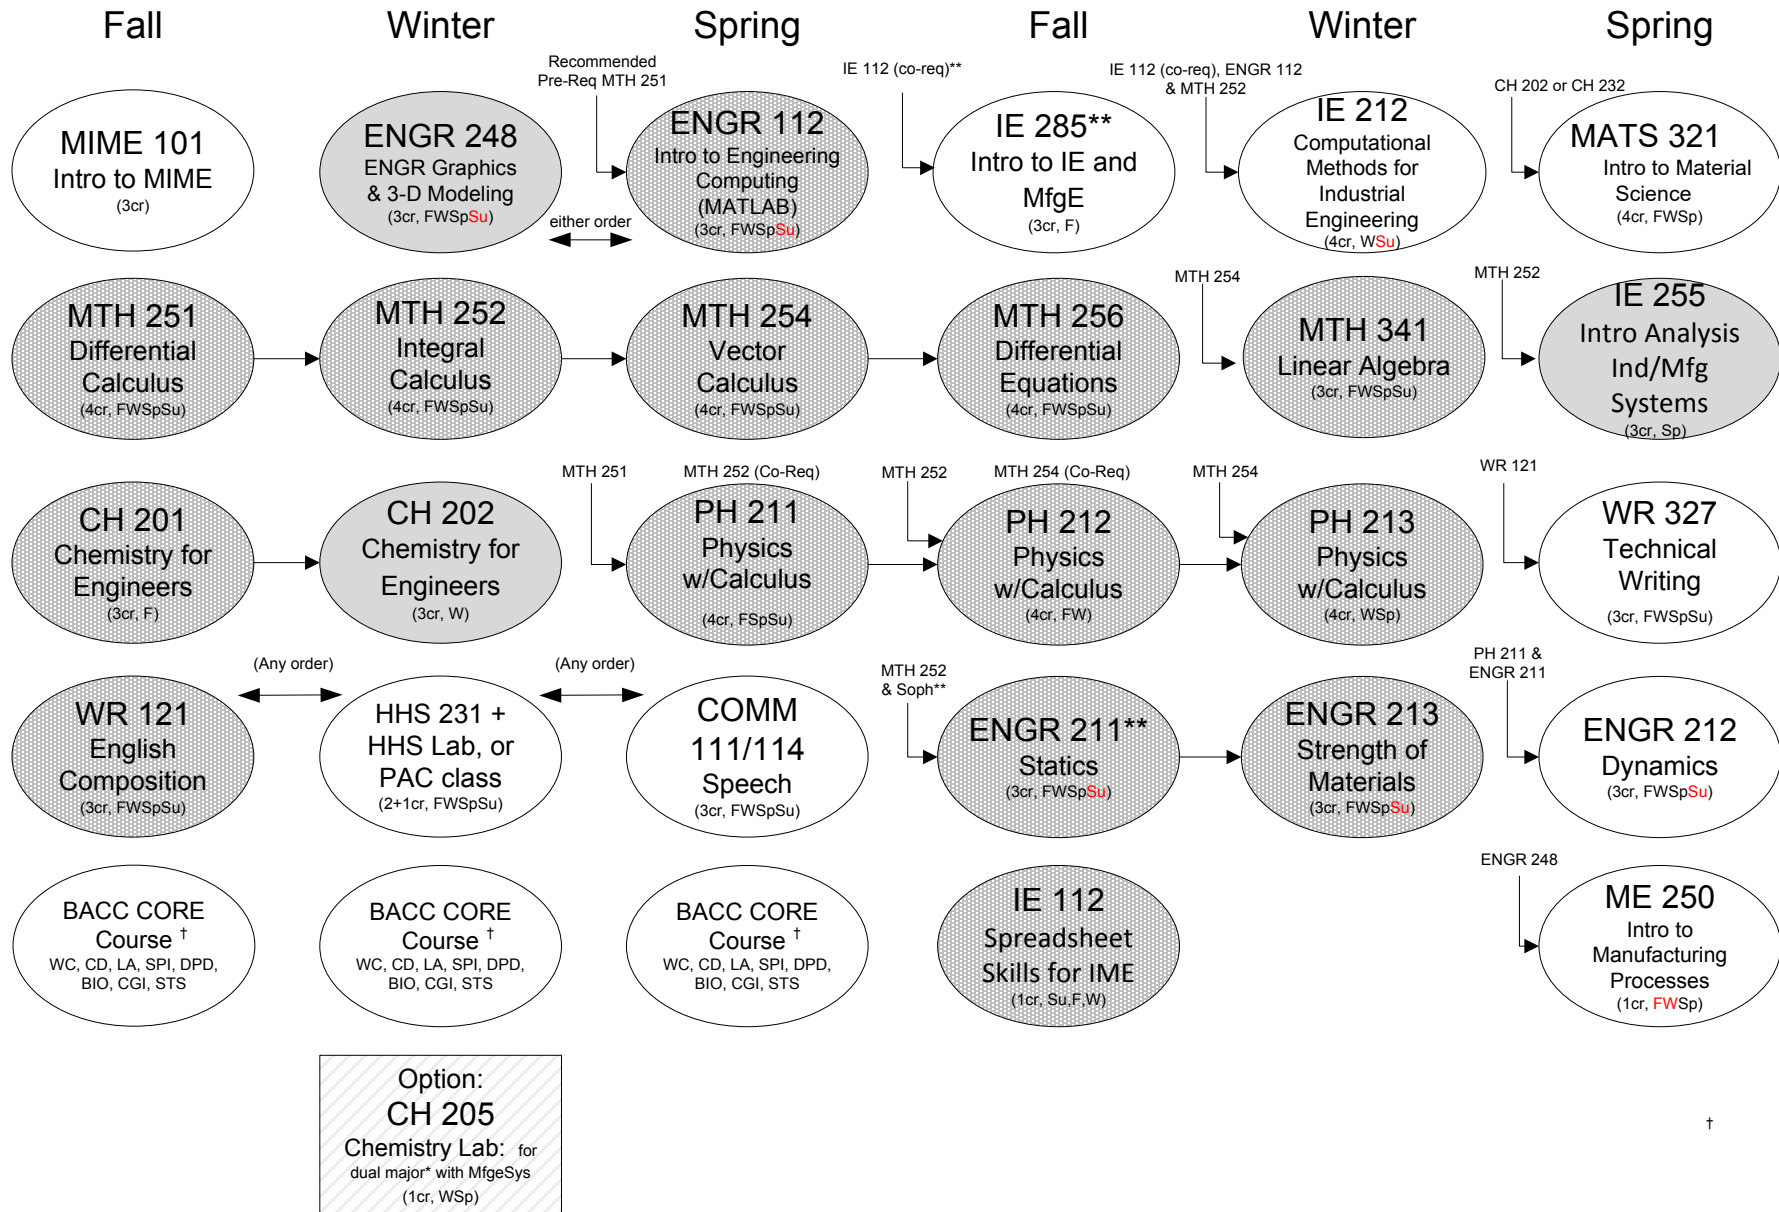 Fall
Winter
Spring
Fall
Winter
Spring
Recommended
Pre-Req MTH 251
IE 112 (co-req)**
IE 112 (co-req), ENGR 112
& MTH 252
CH 202 or CH 232
MIME 101
Intro to MIME
(3cr)
ENGR 248
ENGR Graphics
& 3-D Modeling
(3cr, FWSpSu)
either order
ENGR 112
Intro to Engineering
Computing
(MATLAB)
(3cr, FWSpSu)
IE 285**
Intro to IE and
MfgE
(3cr, F)
IE 212
Computational
Methods for
Industrial
Engineering
(4cr, WSu)
MATS 321
Intro to Material
Science
(4cr, FWSp)
MTH 254
MTH 252
MTH 251
Differential
Calculus
(4cr, FWSpSu)
MTH 252
Integral
Calculus
(4cr, FWSpSu)
MTH 254
Vector
Calculus
(4cr, FWSpSu)
MTH 256
Differential
Equations
(4cr, FWSpSu)
MTH 341
Linear Algebra
(3cr, FWSpSu)
IE 255
Intro Analysis
Ind/Mfg
Systems
(3cr, Sp)
MTH 251
MTH 252 (Co-Req)
MTH 252
MTH 254 (Co-Req)
MTH 254
WR 121
CH 201
Chemistry for
Engineers
(3cr, F)
CH 202
Chemistry for
Engineers
(3cr, W)
PH 211
Physics
w/Calculus
(4cr, FSpSu)
PH 212
Physics
w/Calculus
(4cr, FW)
PH 213
Physics
w/Calculus
(4cr, WSp)
WR 327
Technical
Writing
(3cr, FWSpSu)
(Any order)
(Any order)
MTH 252
& Soph**
PH 211 &
ENGR 211
WR 121
English
Composition
(3cr, FWSpSu)
HHS 231 +
HHS Lab, or
PAC class
(2+1cr, FWSpSu)
COMM
111/114
Speech
(3cr, FWSpSu)
ENGR 211**
Statics
(3cr, FWSpSu)
ENGR 213
Strength of
Materials
(3cr, FWSpSu)
ENGR 212
Dynamics
(3cr, FWSpSu)
ENGR 248
BACC CORE
Course †
WC, CD, LA, SPI, DPD,
BIO, CGI, STS
BACC CORE
Course †
WC, CD, LA, SPI, DPD,
BIO, CGI, STS
BACC CORE
Course †
WC, CD, LA, SPI, DPD,
BIO, CGI, STS
IE 112
Spreadsheet
Skills for IME
(1cr, Su,F,W)
ME 250
Intro to
Manufacturing
Processes
(1cr, FWSp)
Option:
CH 205
Chemistry Lab: for
dual major* with MfgeSys
(1cr, WSp)
†